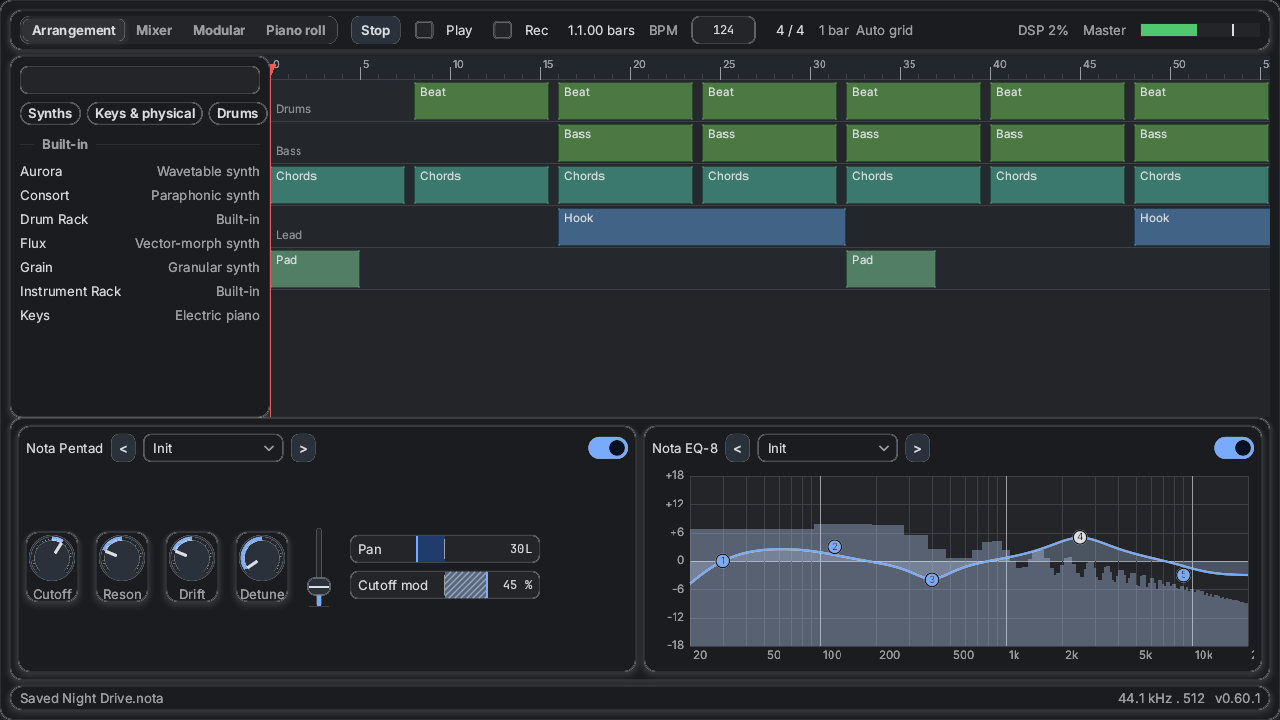 Arrangement Mixer Modular Piano roll Stop Play Rec 1.1.00 bars BPM 124 4 / 4 1 bar Auto grid DSP 2% Master
0 5 10 15 20 25 30 35 40 45 50 5
Synths Keys & physical Drums
Built-in
Aurora Wavetable synth
Consort Paraphonic synth
Drum Rack Built-in
Flux Vector-morph synth
Grain Granular synth
Instrument Rack Built-in
Keys Electric piano
Drums Beat Beat Beat Beat Beat Beat
Bass Bass Bass Bass Bass Bass
Chords Chords Chords Chords Chords Chords Chords
Lead Hook Hook
Pad Pad
Nota Pentad < Init >
Cutoff Reson Drift Detune
Pan 30L
Cutoff mod 45 %
Nota EQ-8 < Init >
+18
+12
+6
0
-6
-12
-18
1 2 3 4 5
20 50 100 200 500 1k 2k 5k 10k
Saved Night Drive.nota 44.1 kHz . 512 v0.60.1